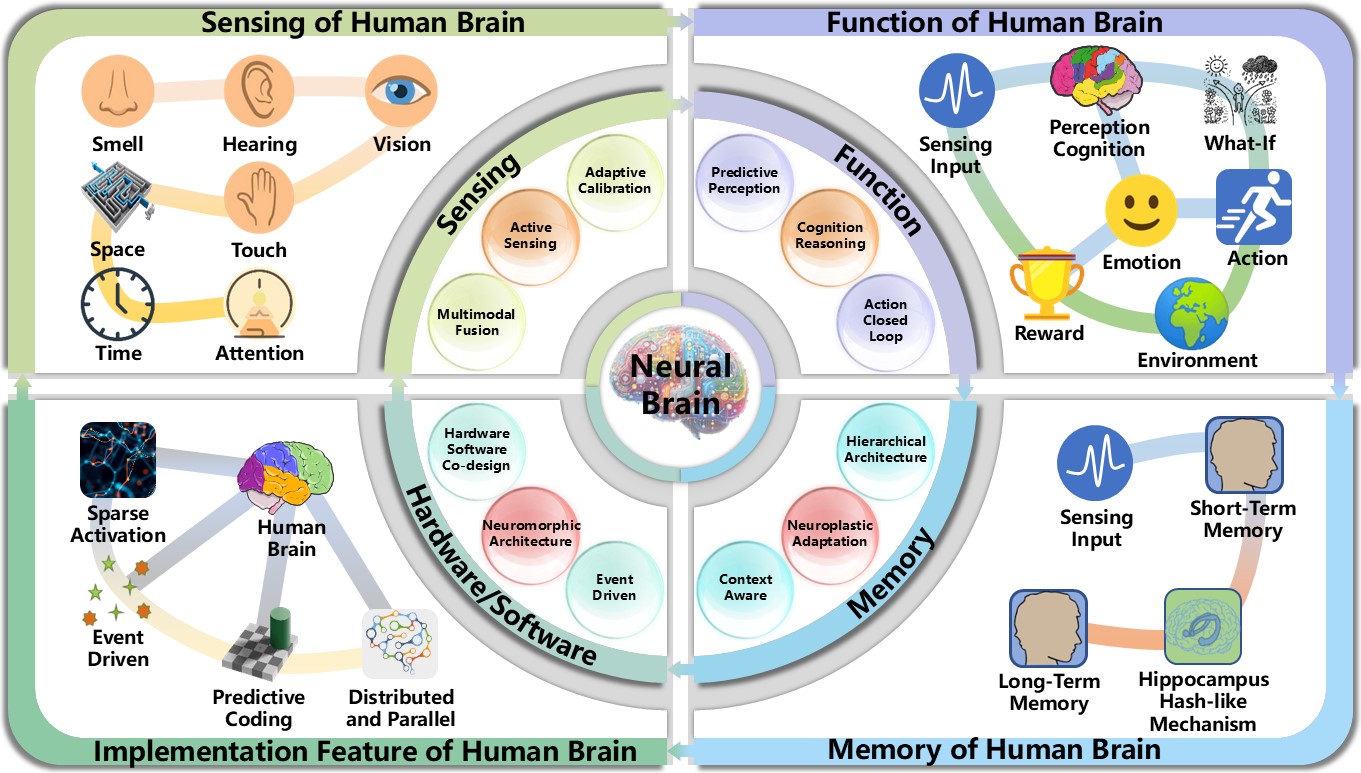 Sensing of Human Brain
Smell
Hearing
Vision
Space
Touch
Time
Attention
Sensing
Adaptive
Calibration
Active
Sensing
Multimodal
Fusion
Function of Human Brain
Sensing
Input
Perception
Cognition
What-If
Emotion
Action
Reward
Environment
Function
Predictive
Perception
Cognition
Reasoning
Action
Closed
Loop
Neural
Brain
Hardware/Software
Hardware
Software
Co-design
Neuromorphic
Architecture
Event
Driven
Sparse
Activation
Human
Brain
Event
Driven
Predictive
Coding
Distributed
and Parallel
Implementation Feature of Human Brain
Memory
Hierarchical
Architecture
Neuroplastic
Adaptation
Context
Aware
Sensing
Input
Short-Term
Memory
Long-Term
Memory
Hippocampus
Hash-like
Mechanism
Memory of Human Brain